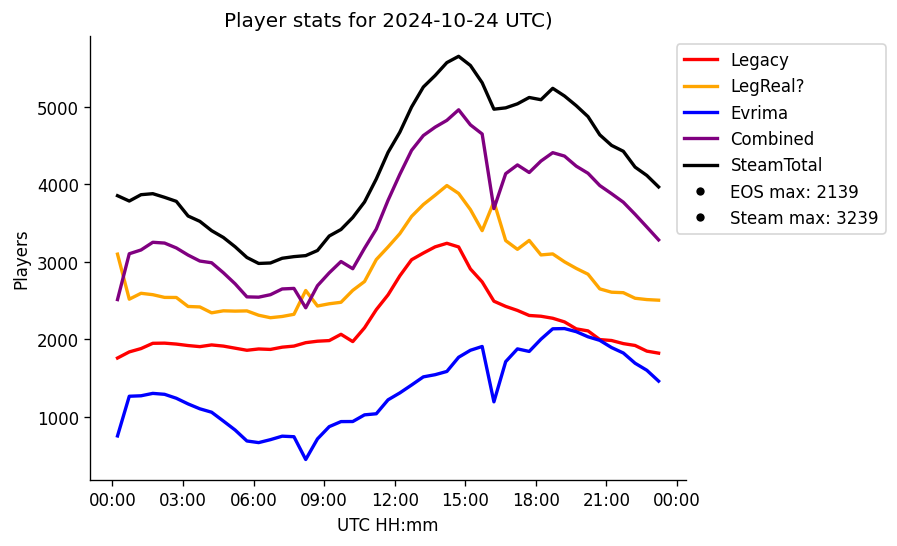 Player stats for 2024-10-24 UTC)
Legacy
LegReal?
Evrima
Combined
SteamTotal
EOS max: 2139
Steam max: 3239
Players
5000
4000
3000
2000
1000
00:00 03:00 06:00 09:00 12:00 15:00 18:00 21:00 00:00
UTC HH:mm